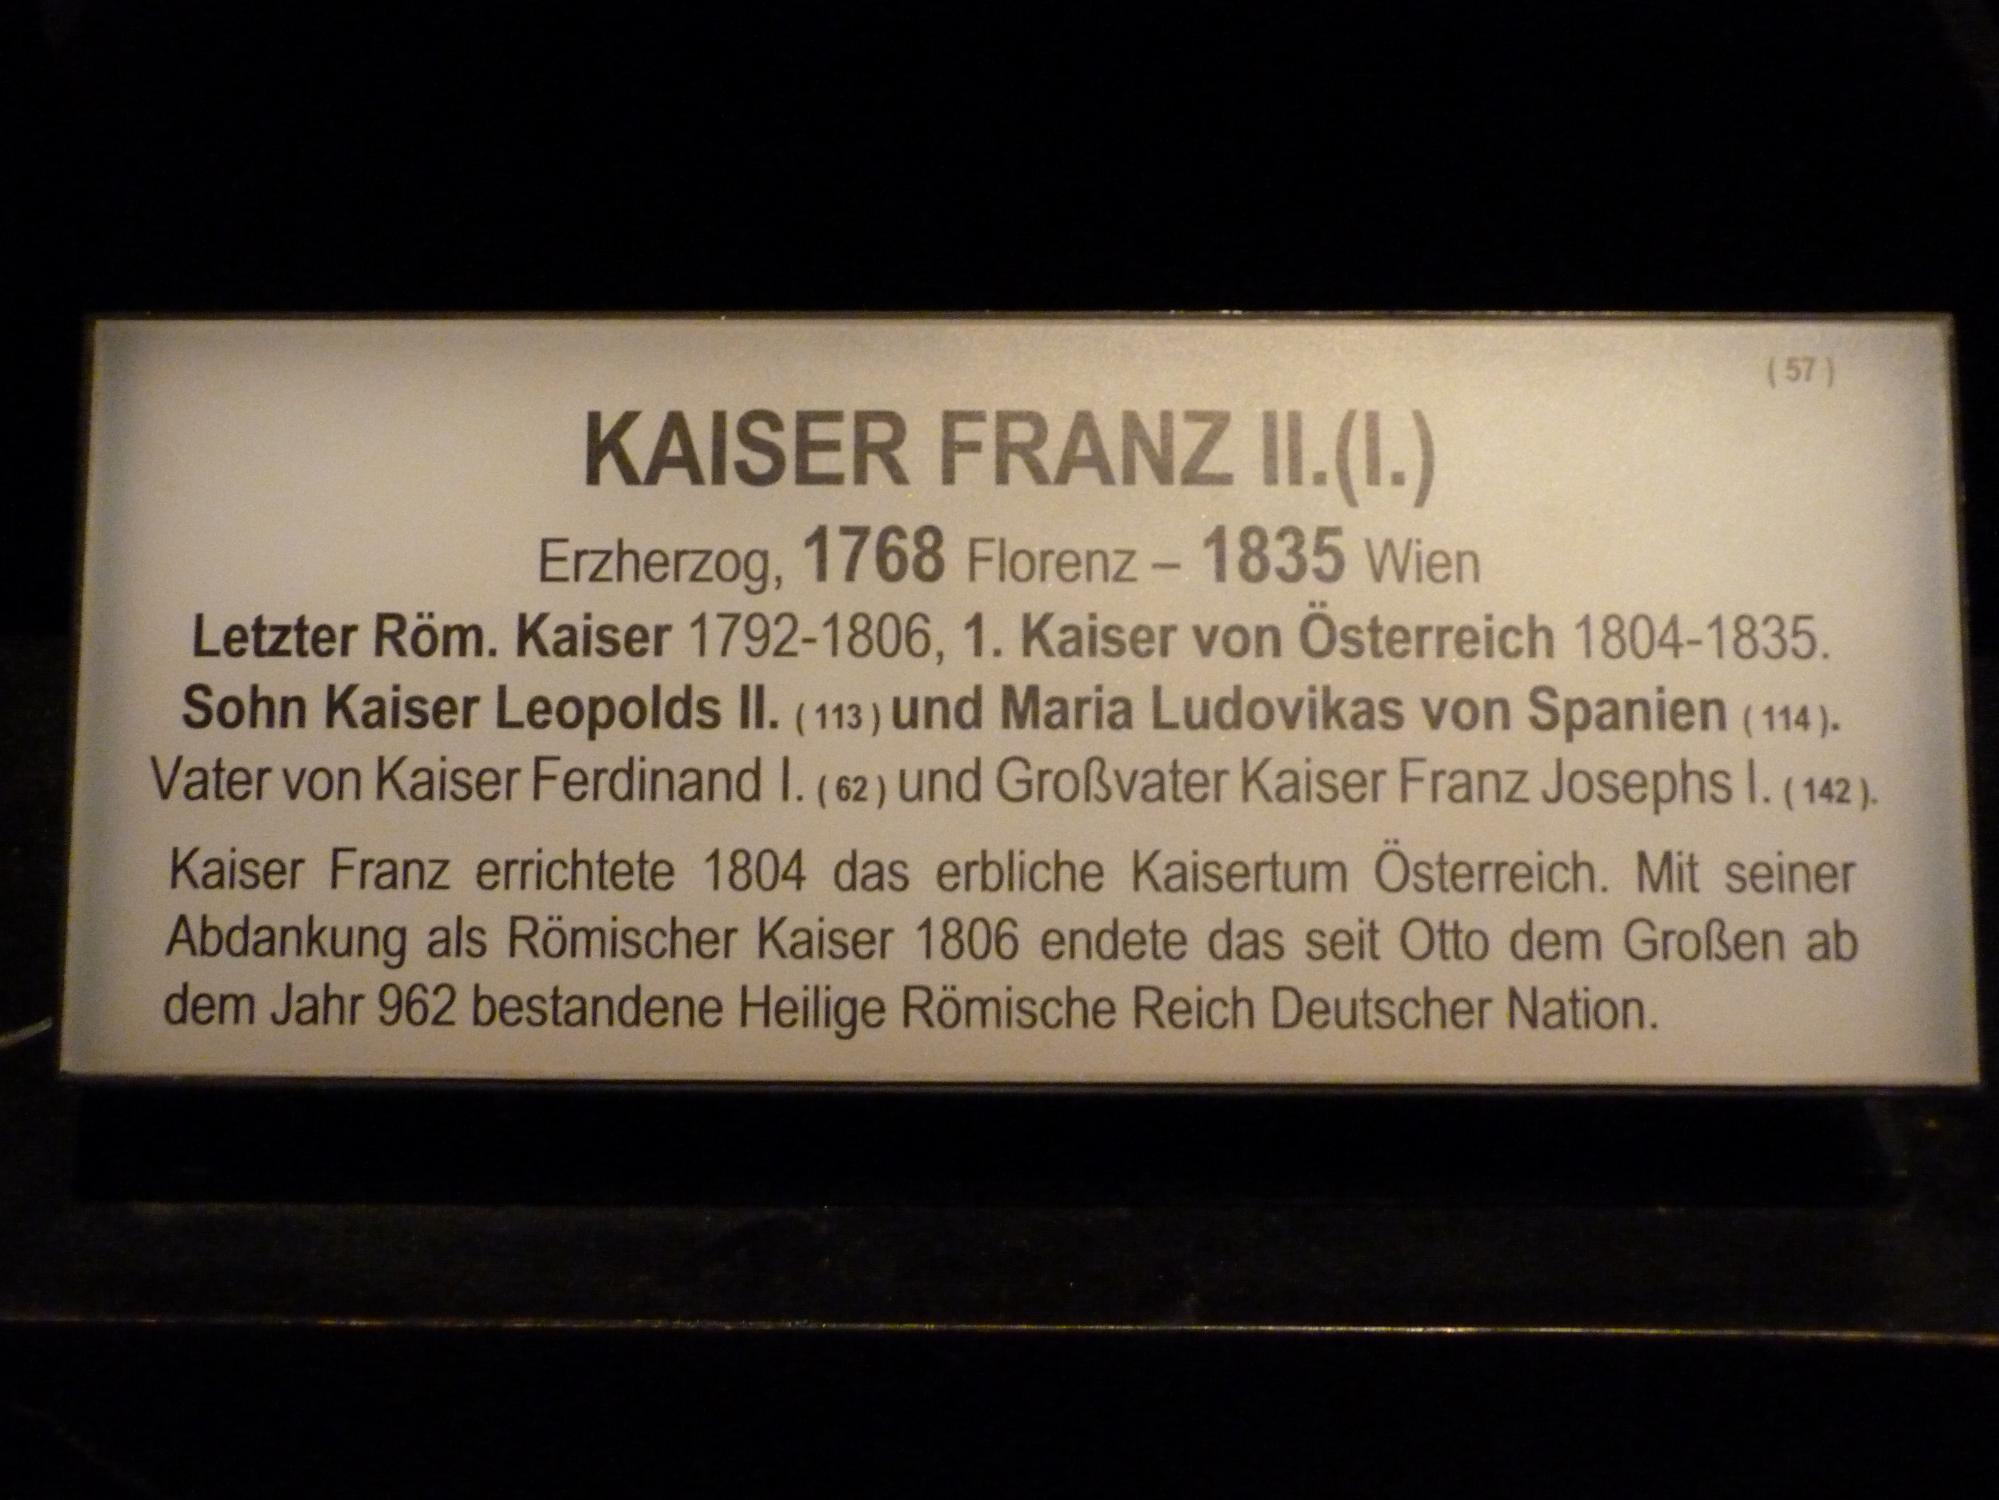 ( 57 )
KAISER FRANZ II.(I.)
Erzherzog, 1768 Florenz – 1835 Wien
Letzter Röm. Kaiser 1792-1806, 1. Kaiser von Österreich 1804-1835.
Sohn Kaiser Leopolds II. ( 113 ) und Maria Ludovikas von Spanien ( 114 ).
Vater von Kaiser Ferdinand I. ( 62 ) und Großvater Kaiser Franz Josephs I. ( 142 ).
Kaiser Franz errichtete 1804 das erbliche Kaisertum Österreich. Mit seiner
Abdankung als Römischer Kaiser 1806 endete das seit Otto dem Großen ab
dem Jahr 962 bestandene Heilige Römische Reich Deutscher Nation.